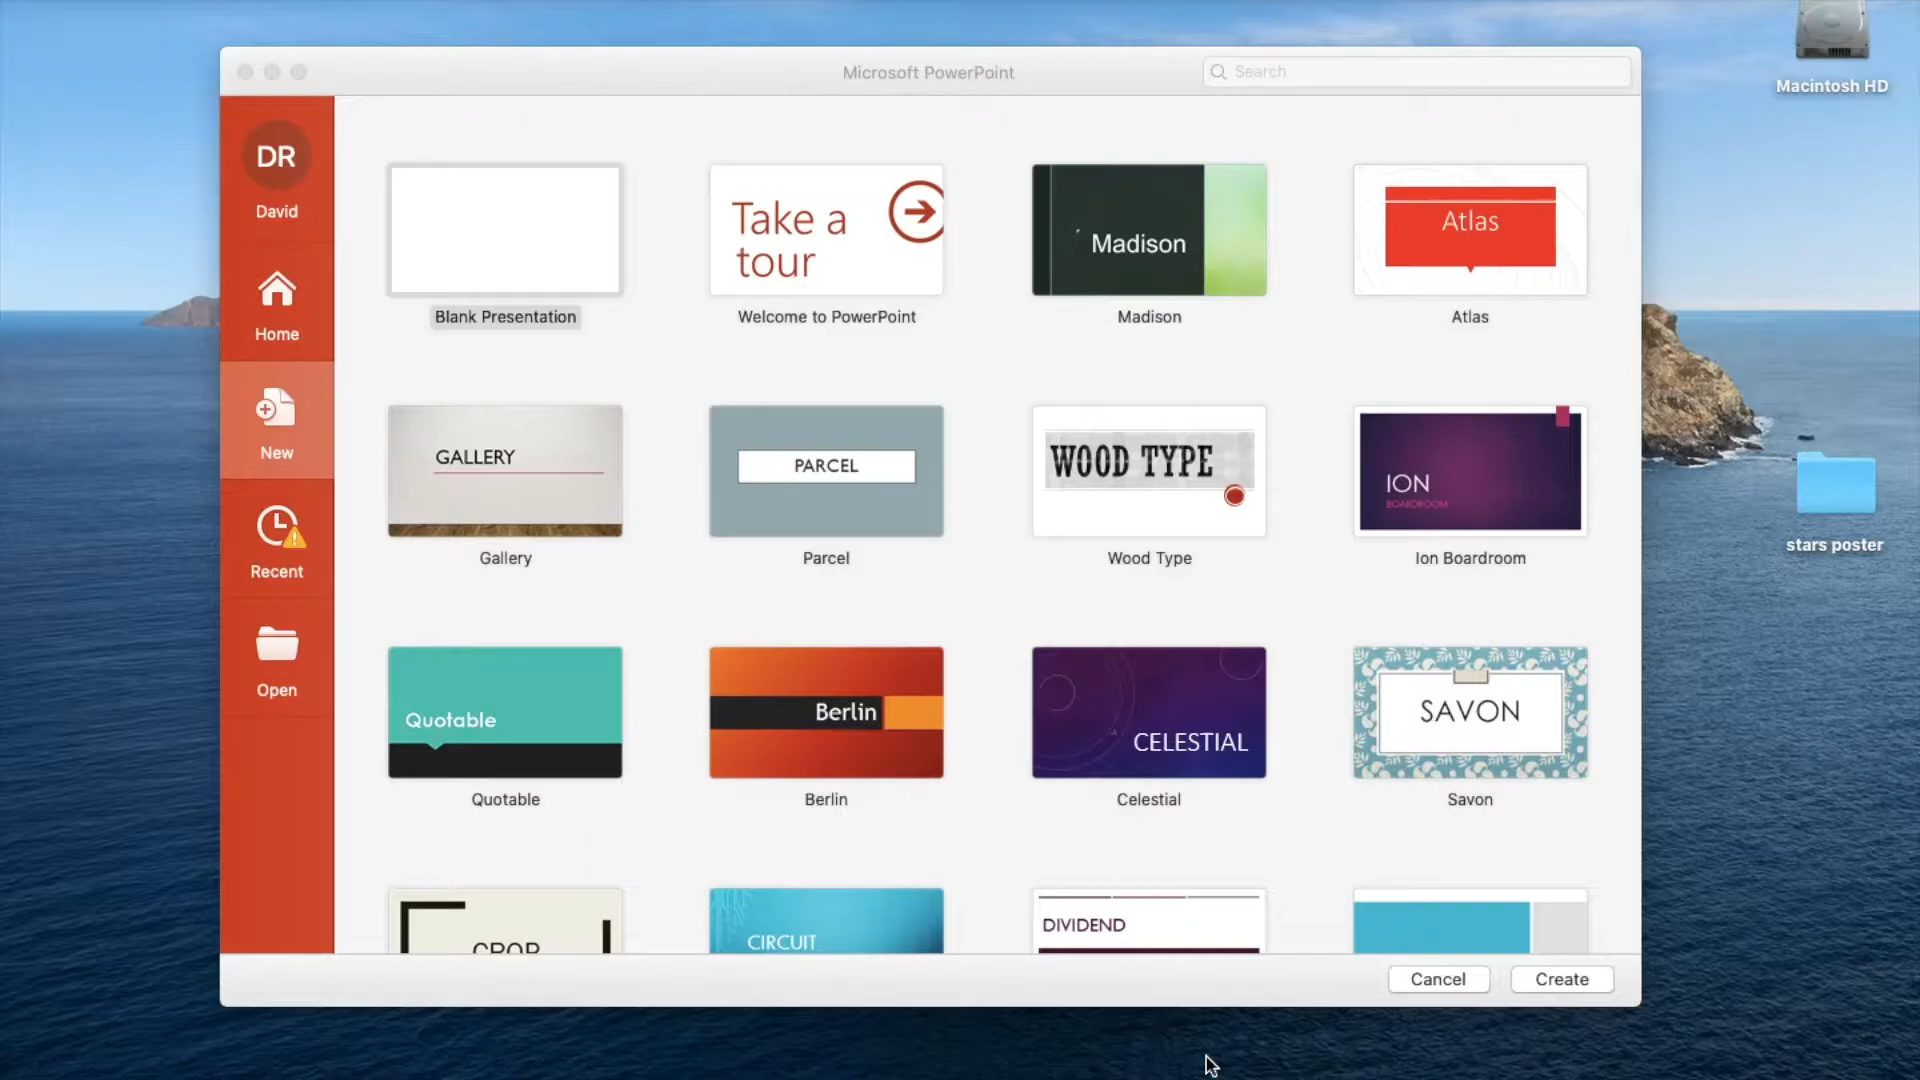 Microsoft PowerPoint
Search
Macintosh HD
DR
David
Home
New
Recent
Open
Take a
tour
Madison
Atlas
Blank Presentation
Welcome to PowerPoint
Madison
Atlas
GALLERY
PARCEL
WOOD TYPE
ION
BOARDROOM
Gallery
Parcel
Wood Type
Ion Boardroom
stars poster
Quotable
Berlin
CELESTIAL
SAVON
Quotable
Berlin
Celestial
Savon
CROP
CIRCUIT
DIVIDEND
Cancel
Create